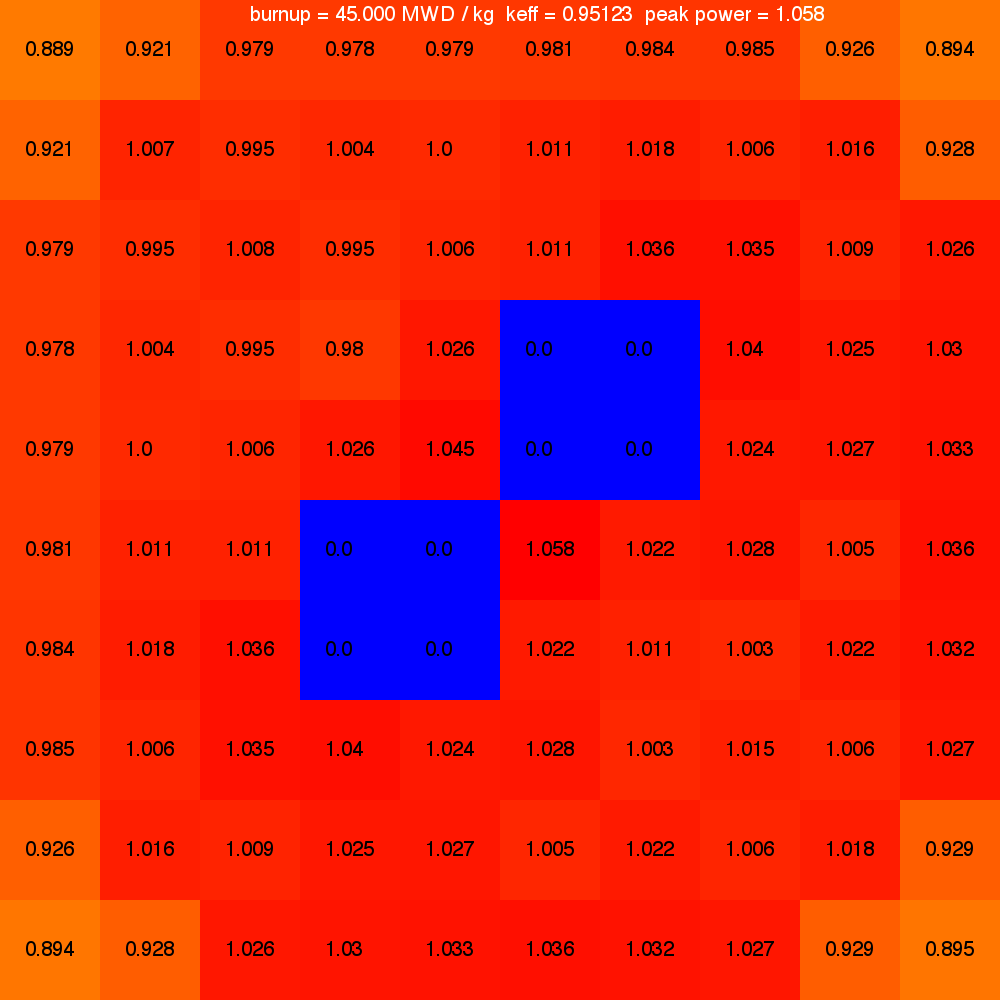 burnup = 45.000 MWD / kg keff = 0.95123 peak power = 1.058
0.889 0.921 0.979 0.978 0.979 0.981 0.984 0.985 0.926 0.894
0.921 1.007 0.995 1.004 1.0 1.011 1.018 1.006 1.016 0.928
0.979 0.995 1.008 0.995 1.006 1.011 1.036 1.035 1.009 1.026
0.978 1.004 0.995 0.98 1.026 0.0 0.0 1.04 1.025 1.03
0.979 1.0 1.006 1.026 1.045 0.0 0.0 1.024 1.027 1.033
0.981 1.011 1.011 0.0 0.0 1.058 1.022 1.028 1.005 1.036
0.984 1.018 1.036 0.0 0.0 1.022 1.011 1.003 1.022 1.032
0.985 1.006 1.035 1.04 1.024 1.028 1.003 1.015 1.006 1.027
0.926 1.016 1.009 1.025 1.027 1.005 1.022 1.006 1.018 0.929
0.894 0.928 1.026 1.03 1.033 1.036 1.032 1.027 0.929 0.895